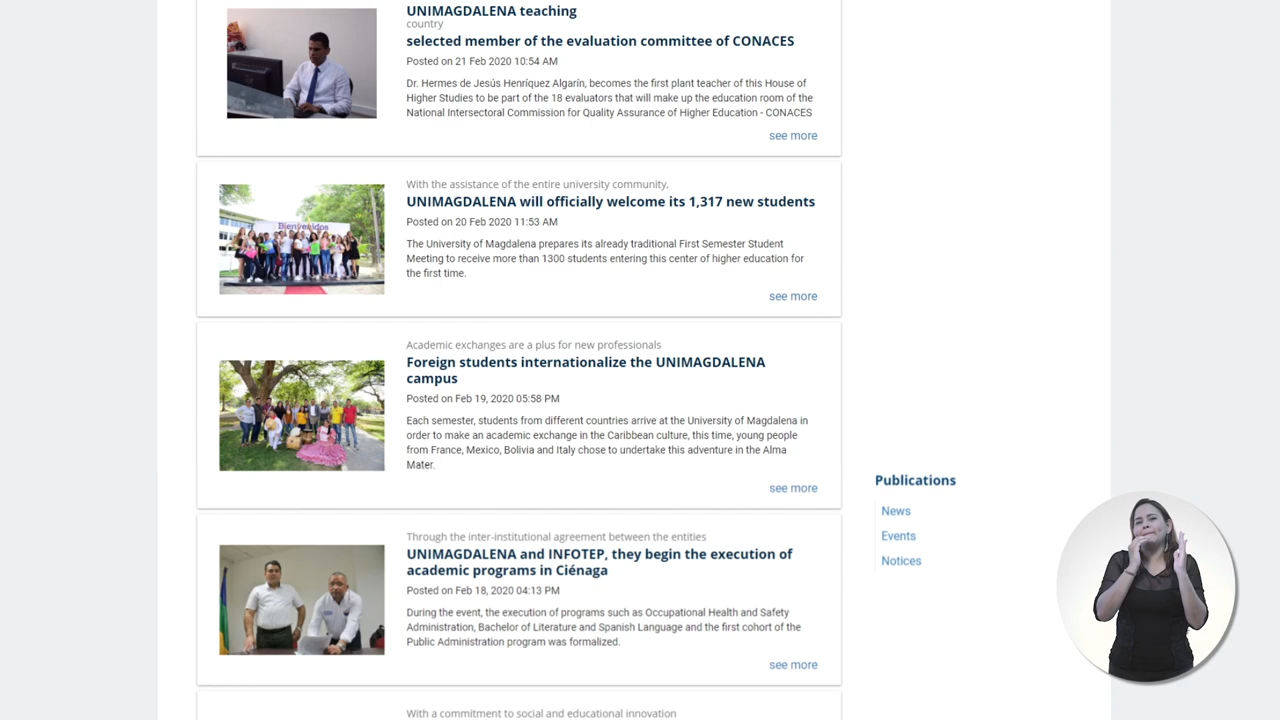 UNIMAGDALENA teaching
country
selected member of the evaluation committee of CONACES
Posted on 21 Feb 2020 10:54 AM
Dr. Hermes de Jesús Henríquez Algarín, becomes the first plant teacher of this House of
Higher Studies to be part of the 18 evaluators that will make up the education room of the
National Intersectoral Commission for Quality Assurance of Higher Education - CONACES
see more
With the assistance of the entire university community,
UNIMAGDALENA will officially welcome its 1,317 new students
Posted on 20 Feb 2020 11:53 AM
Bienvenidos
The University of Magdalena prepares its already traditional First Semester Student
Meeting to receive more than 1300 students entering this center of higher education for
the first time.
see more
Academic exchanges are a plus for new professionals
Foreign students internationalize the UNIMAGDALENA
campus
Posted on Feb 19, 2020 05:58 PM
Each semester, students from different countries arrive at the University of Magdalena in
order to make an academic exchange in the Caribbean culture, this time, young people
from France, Mexico, Bolivia and Italy chose to undertake this adventure in the Alma
Mater.
see more
Through the inter-institutional agreement between the entities
UNIMAGDALENA and INFOTEP, they begin the execution of
academic programs in Ciénaga
Posted on Feb 18, 2020 04:13 PM
During the event, the execution of programs such as Occupational Health and Safety
Administration, Bachelor of Literature and Spanish Language and the first cohort of the
Public Administration program was formalized.
see more
With a commitment to social and educational innovation
Publications
News
Events
Notices